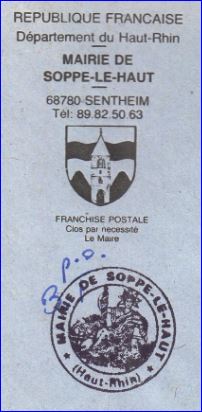 REPUBLIQUE FRANCAISE
Département du Haut-Rhin
MAIRIE DE
SOPPE-LE-HAUT
68780 SENTHEIM
Tél: 89.82.50.63
FRANCHISE POSTALE
Clos par necessité
Le Maire
p.o.
MAIRIE DE SOPPE-LE-HAUT
* (Haut-Rhin) *